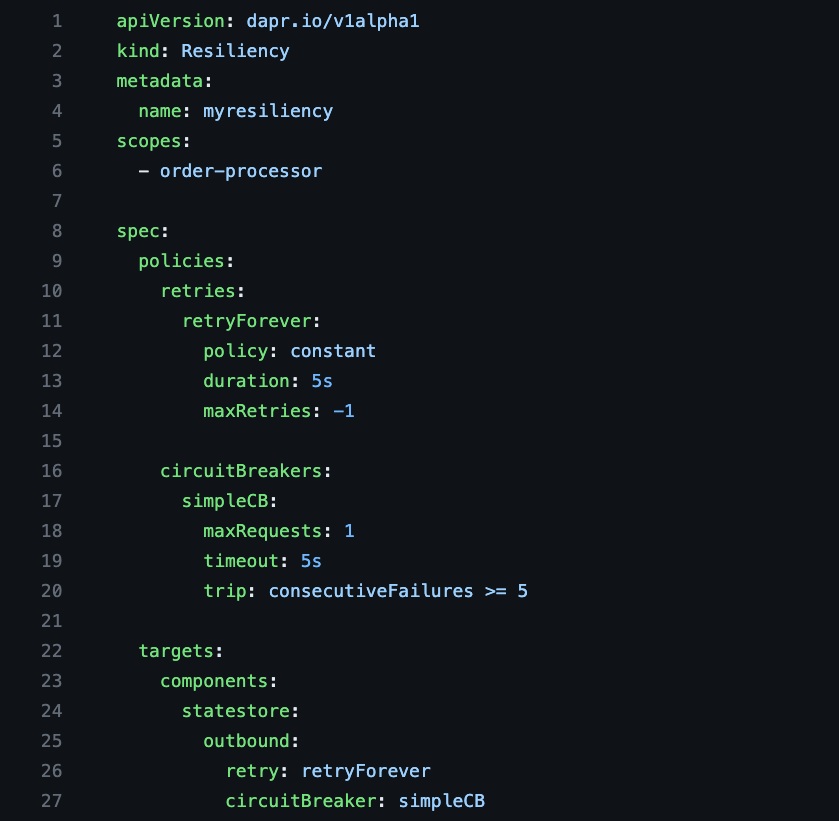 1 apiVersion: dapr.io/v1alpha1
2 kind: Resiliency
3 metadata:
4   name: myresiliency
5 scopes:
6   - order-processor
7
8 spec:
9   policies:
10     retries:
11       retryForever:
12         policy: constant
13         duration: 5s
14         maxRetries: -1
15
16     circuitBreakers:
17       simpleCB:
18         maxRequests: 1
19         timeout: 5s
20         trip: consecutiveFailures >= 5
21
22   targets:
23     components:
24       statestore:
25         outbound:
26           retry: retryForever
27           circuitBreaker: simpleCB